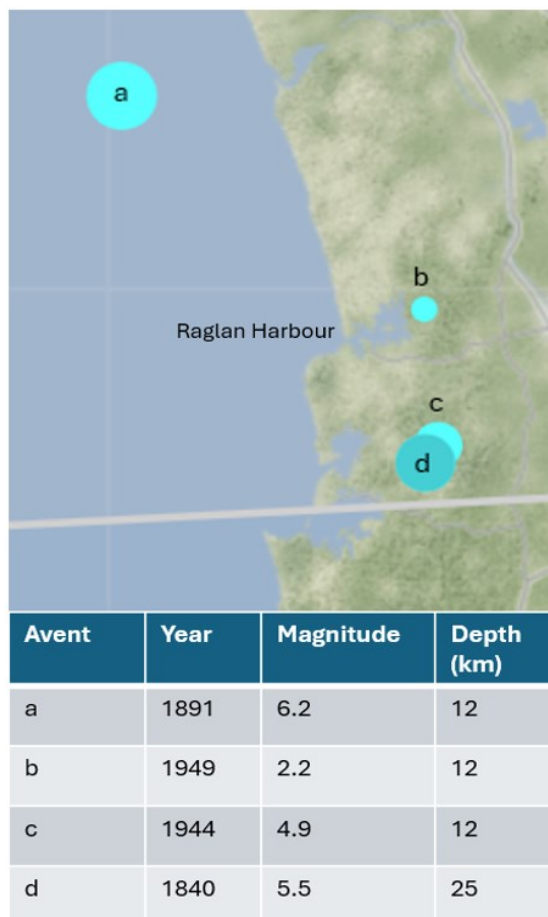 a
b
Raglan Harbour
c
d
Avent Year Magnitude Depth (km)
a 1891 6.2 12
b 1949 2.2 12
c 1944 4.9 12
d 1840 5.5 25